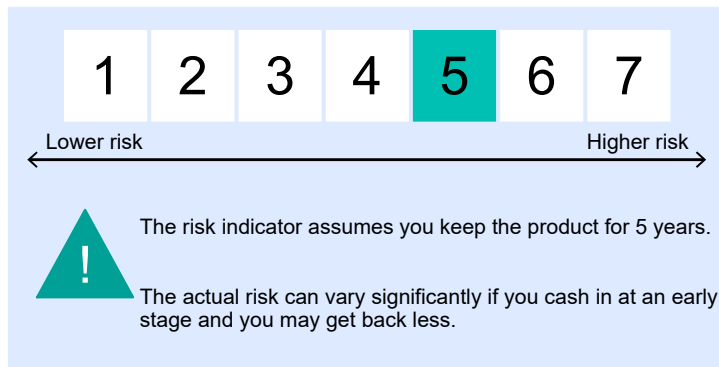 1 2 3 4 5 6 7
Lower risk Higher risk
!
The risk indicator assumes you keep the product for 5 years.
The actual risk can vary significantly if you cash in at an early
stage and you may get back less.